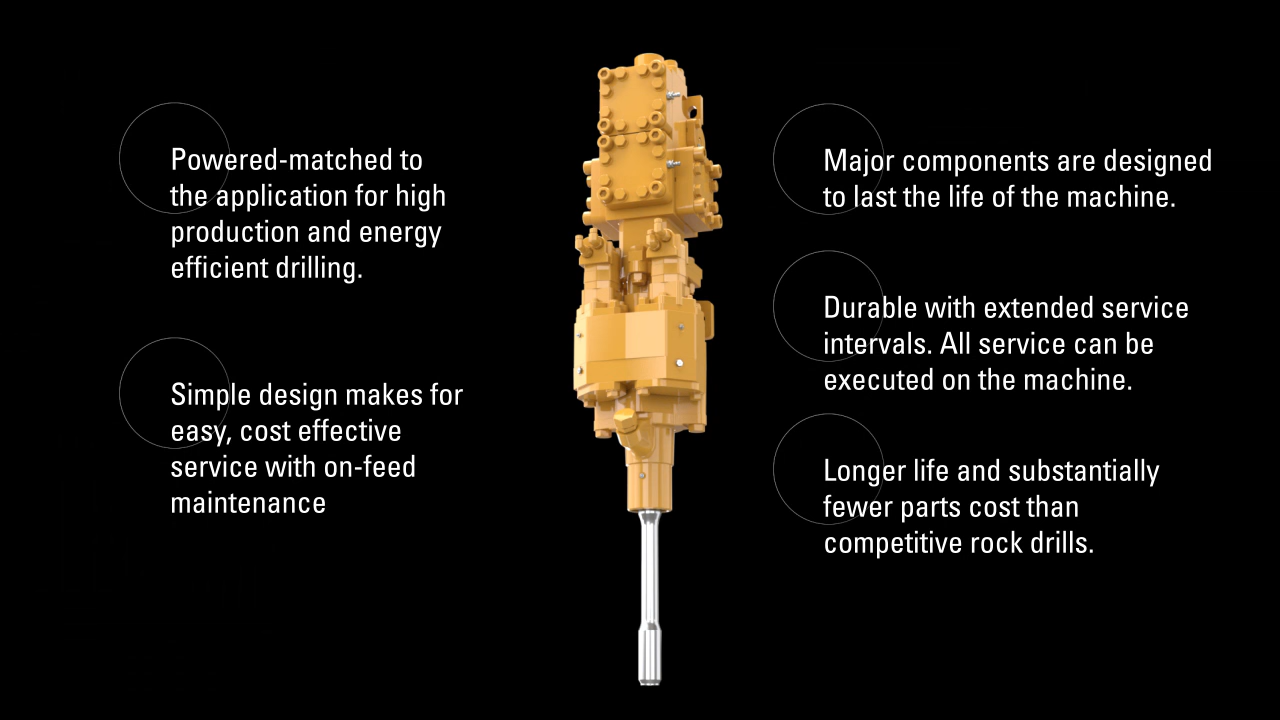 Powered-matched to
the application for high
production and energy
efficient drilling.
Simple design makes for
easy, cost effective
service with on-feed
maintenance
Major components are designed
to last the life of the machine.
Durable with extended service
intervals. All service can be
executed on the machine.
Longer life and substantially
fewer parts cost than
competitive rock drills.